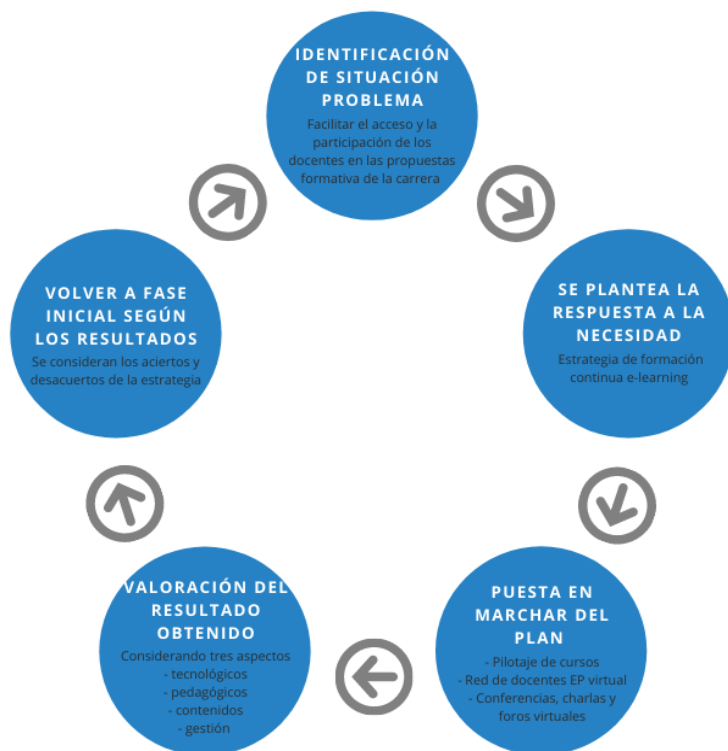 IDENTIFICACIÓN
DE SITUACIÓN
PROBLEMA
Facilitar el acceso y la
participación de los
docentes en las propuestas
formativa de la carrera
SE PLANTEA LA
RESPUESTA A LA
NECESIDAD
Estrategia de formación
continua e-learning
PUESTA EN
MARCHAR DEL
PLAN
- Pilotaje de cursos
- Red de docentes EP virtual
- Conferencias, charlas y
foros virtuales
VALORACIÓN DEL
RESULTADO
OBTENIDO
Considerando tres aspectos
- tecnológicos
- pedagógicos
- contenidos
- gestión
VOLVER A FASE
INICIAL SEGÚN
LOS RESULTADOS
Se consideran los aciertos y
desacuertos de la estrategia